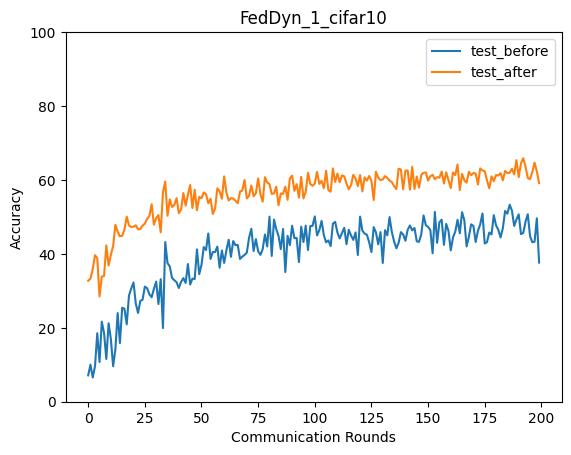 FedDyn_1_cifar10
test_before
test_after
Accuracy
100
80
60
40
20
0
0 25 50 75 100 125 150 175 200
Communication Rounds